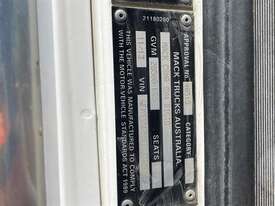 21180260
APPROVAL NO.
CATEGORY
MACK TRUCKS AUSTRALIA
GVM
SEATS
VIN
THIS VEHICLE WAS MANUFACTURED TO COMPLY
WITH THE MOTOR VEHICLE STANDARDS ACT 1989